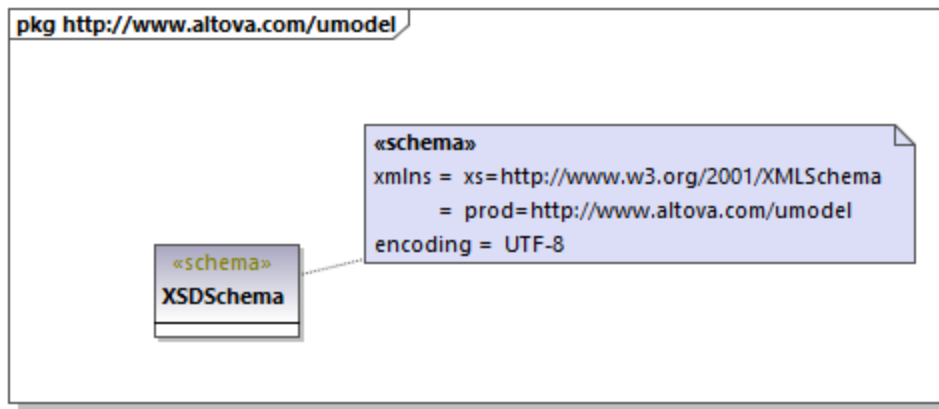 pkg http://www.altova.com/umodel
«schema»
xmlns = xs=http://www.w3.org/2001/XMLSchema
= prod=http://www.altova.com/umodel
encoding = UTF-8
«schema»
XSDSchema